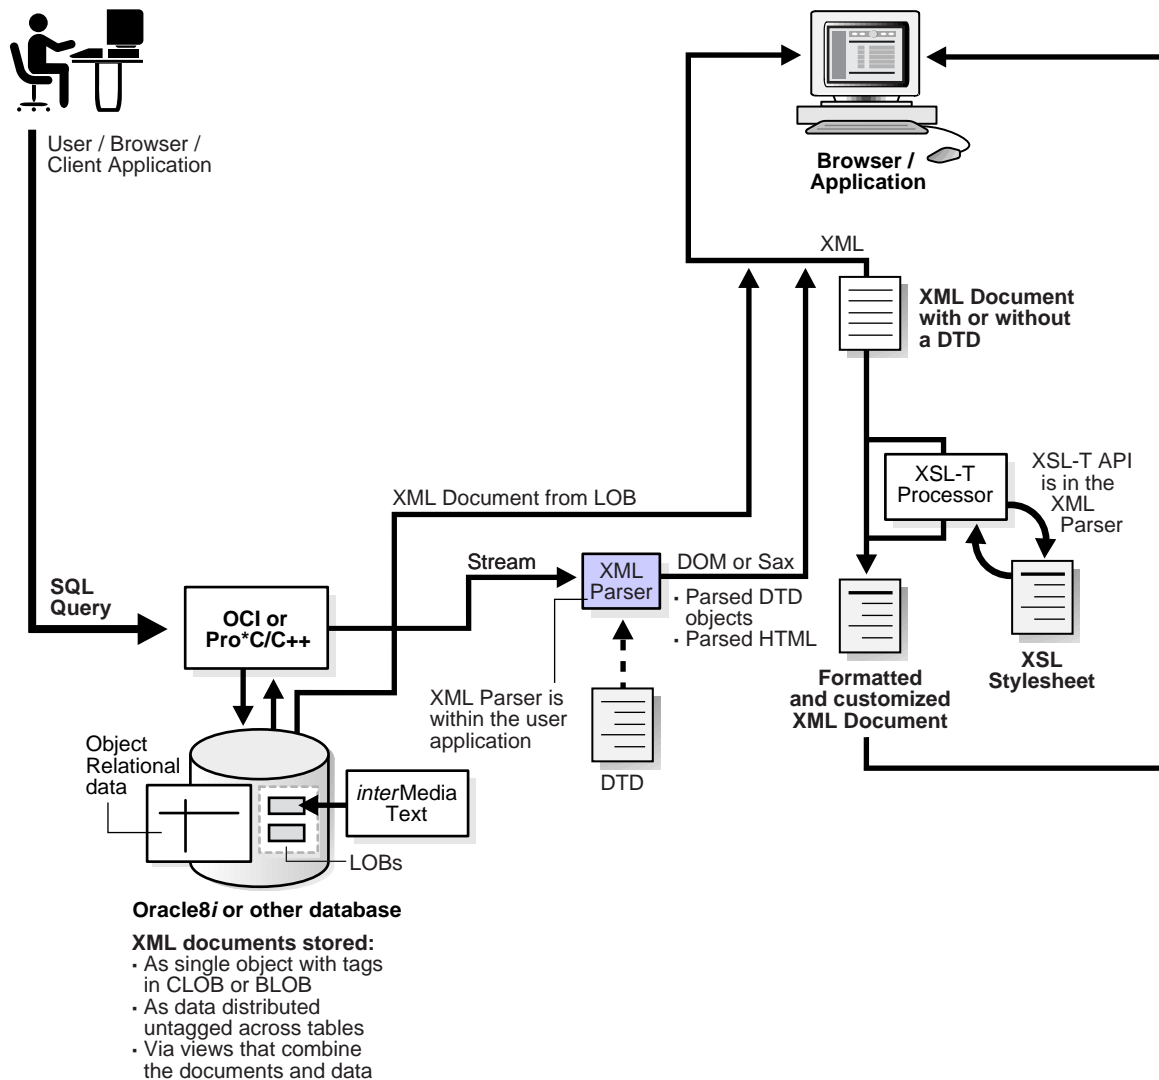 User / Browser /
Client Application
Browser /
Application
XML
XML Document
with or without
a DTD
XSL-T
Processor
XSL-T API
is in the
XML
Parser
XML Document from LOB
Stream
XML
Parser
DOM or Sax
· Parsed DTD
objects
· Parsed HTML
SQL
Query
OCI or
Pro*C/C++
XSL
Stylesheet
Formatted
and customized
XML Document
XML Parser is
within the user
application
DTD
Object
Relational
data
interMedia
Text
LOBs
Oracle8i or other database
XML documents stored:
· As single object with tags
in CLOB or BLOB
· As data distributed
untagged across tables
· Via views that combine
the documents and data